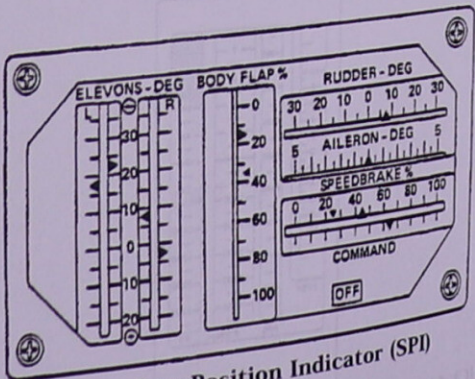 ELEVONS - DEG
L
R
30
20
10
0
10
20
BODY FLAP %
0
20
40
60
80
100
RUDDER - DEG
30 20 10 0 10 20 30
AILERON - DEG
5 5
SPEEDBRAKE %
0 20 40 60 80 100
COMMAND
OFF
Position Indicator (SPI)